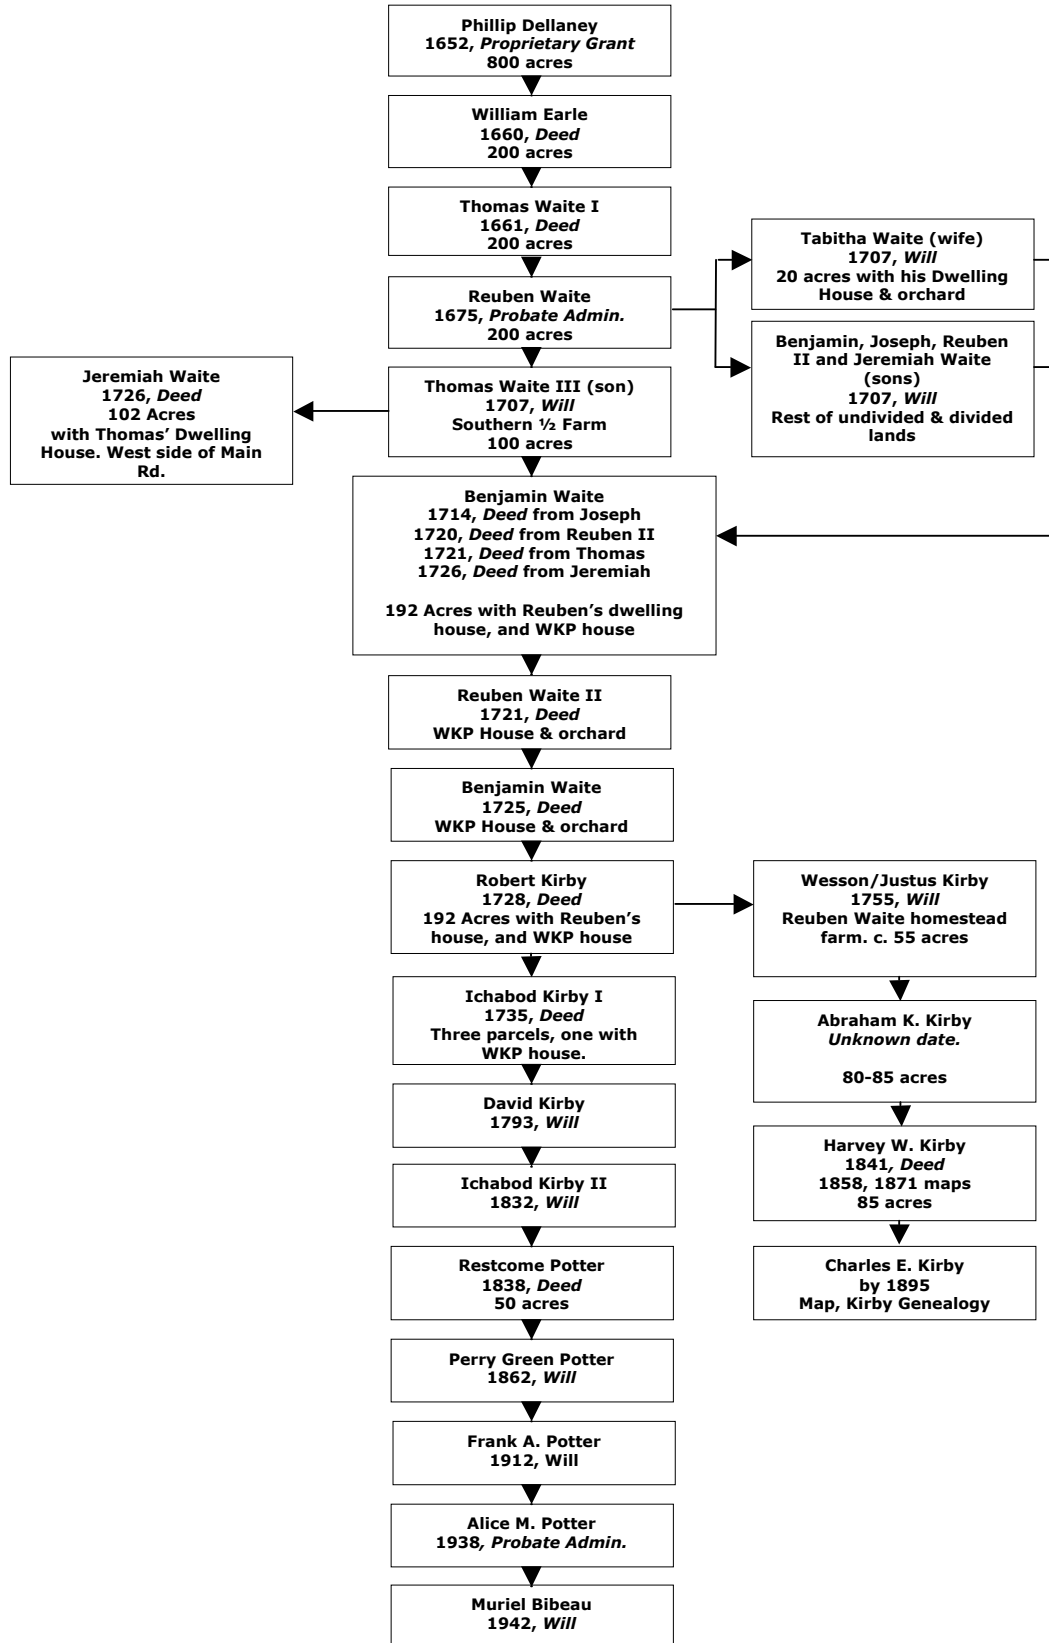 Phillip Dellaney
1652, Proprietary Grant
800 acres
William Earle
1660, Deed
200 acres
Thomas Waite I
1661, Deed
200 acres
Reuben Waite
1675, Probate Admin.
200 acres
Tabitha Waite (wife)
1707, Will
20 acres with his Dwelling
House & orchard
Benjamin, Joseph, Reuben
II and Jeremiah Waite
(sons)
1707, Will
Rest of undivided & divided
lands
Thomas Waite III (son)
1707, Will
Southern ½ Farm
100 acres
Jeremiah Waite
1726, Deed
102 Acres
with Thomas’ Dwelling
House. West side of Main
Rd.
Benjamin Waite
1714, Deed from Joseph
1720, Deed from Reuben II
1721, Deed from Thomas
1726, Deed from Jeremiah
192 Acres with Reuben’s dwelling
house, and WKP house
Reuben Waite II
1721, Deed
WKP House & orchard
Benjamin Waite
1725, Deed
WKP House & orchard
Robert Kirby
1728, Deed
192 Acres with Reuben’s
house, and WKP house
Wesson/Justus Kirby
1755, Will
Reuben Waite homestead
farm. c. 55 acres
Ichabod Kirby I
1735, Deed
Three parcels, one with
WKP house.
Abraham K. Kirby
Unknown date.
80-85 acres
David Kirby
1793, Will
Harvey W. Kirby
1841, Deed
1858, 1871 maps
85 acres
Ichabod Kirby II
1832, Will
Restcome Potter
1838, Deed
50 acres
Charles E. Kirby
by 1895
Map, Kirby Genealogy
Perry Green Potter
1862, Will
Frank A. Potter
1912, Will
Alice M. Potter
1938, Probate Admin.
Muriel Bibeau
1942, Will